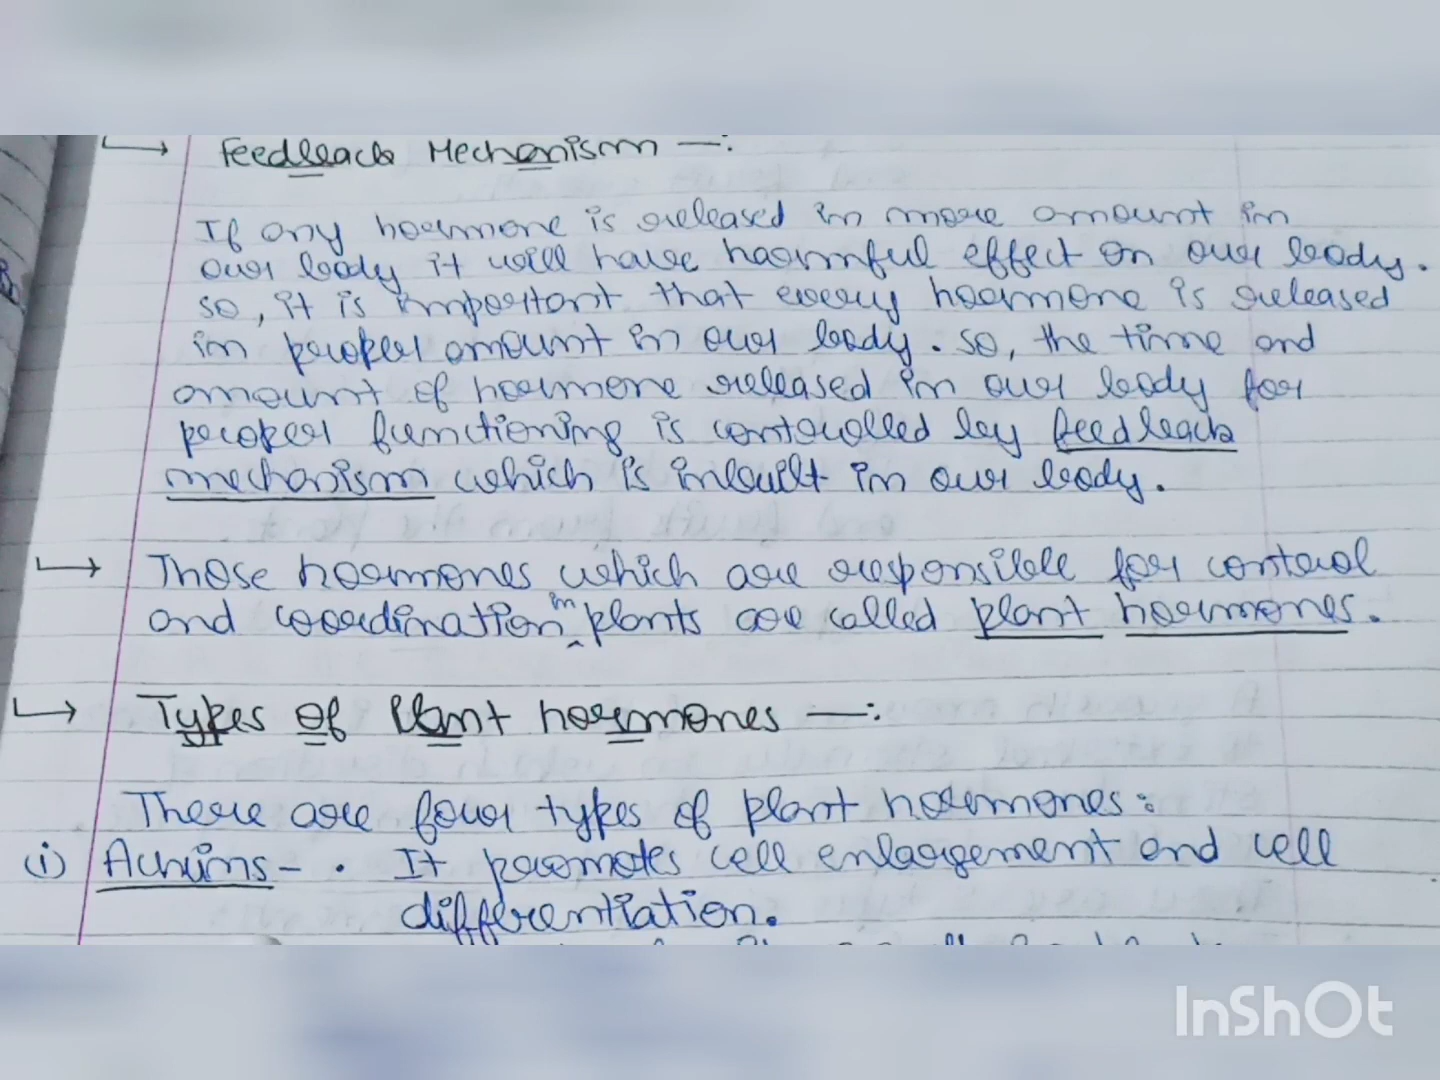 ↳ Feedback Mechanism —:
If any hormone is released in more amount in
our body it will have harmful effect on our body.
so, it is important that every hormone is released
in proper amount in our body. so, the time and
amount of hormone released in our body for
proper functioning is controlled by feedback
mechanism which is inbuilt in our body.
↳ Those hormones which are responsible for control
and coordination in plants are called plant hormones.
↳ Types of Plant hormones —:
There are four types of plant hormones:
(i) Achins - • It promotes cell enlargement and cell
differentiation.
InShOt